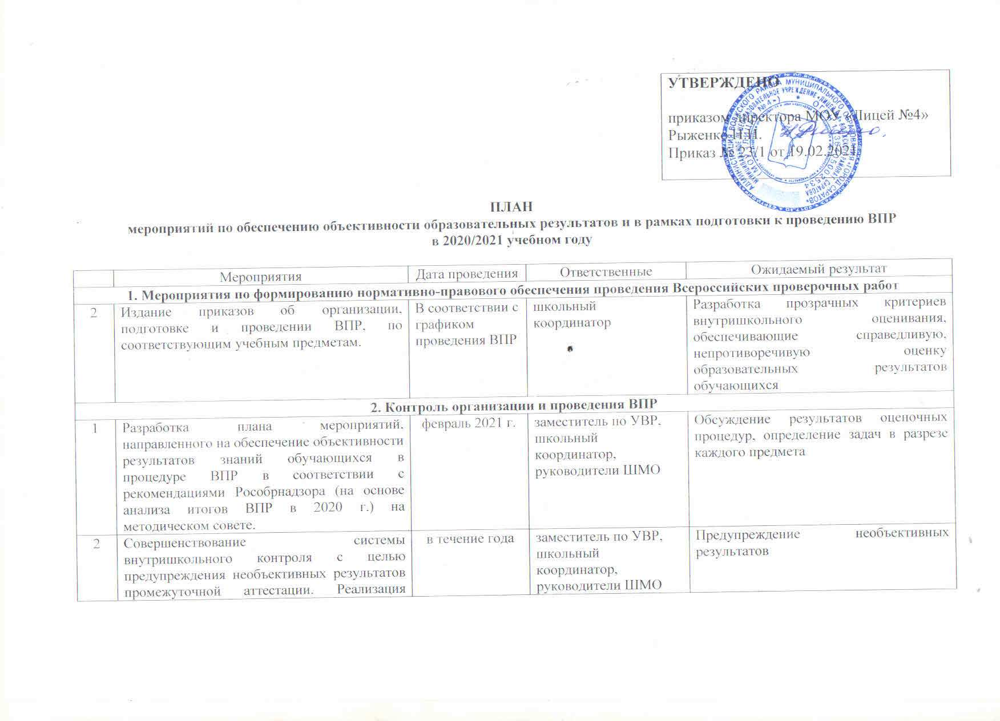 УТВЕРЖДЕНО
приказом директора МОУ «Лицей №4»
Рыженко Н.П.
Приказ № 23/1 от 19.02.2021
АДМИНИСТРАЦИЯ ВОЛЖСКОГО РАЙОНА МУНИЦИПАЛЬНОГО ОБРАЗОВАНИЯ «ГОРОД САРАТОВ»
ПЛАН
мероприятий по обеспечению объективности образовательных результатов и в рамках подготовки к проведению ВПР
в 2020/2021 учебном году
Мероприятия Дата проведения Ответственные Ожидаемый результат
1. Мероприятия по формированию нормативно-правового обеспечения проведения Всероссийских проверочных работ
2
Издание приказов об организации,
подготовке и проведении ВПР, по
соответствующим учебным предметам.
В соответствии с
графиком
проведения ВПР
школьный
координатор
Разработка прозрачных критериев
внутришкольного оценивания,
обеспечивающие справедливую,
непротиворечивую оценку
образовательных результатов
обучающихся
2. Контроль организации и проведения ВПР
1
Разработка плана мероприятий,
направленного на обеспечение объективности
результатов знаний обучающихся в
процедуре ВПР в соответствии с
рекомендациями Рособрнадзора (на основе
анализа итогов ВПР в 2020 г.) на
методическом совете.
февраль 2021 г.
заместитель по УВР,
школьный
координатор,
руководители ШМО
Обсуждение результатов оценочных
процедур, определение задач в разрезе
каждого предмета
2
Совершенствование системы
внутришкольного контроля с целью
предупреждения необъективных результатов
промежуточной аттестации. Реализация
в течение года
заместитель по УВР,
школьный
координатор,
руководители ШМО
Предупреждение необъективных
результатов